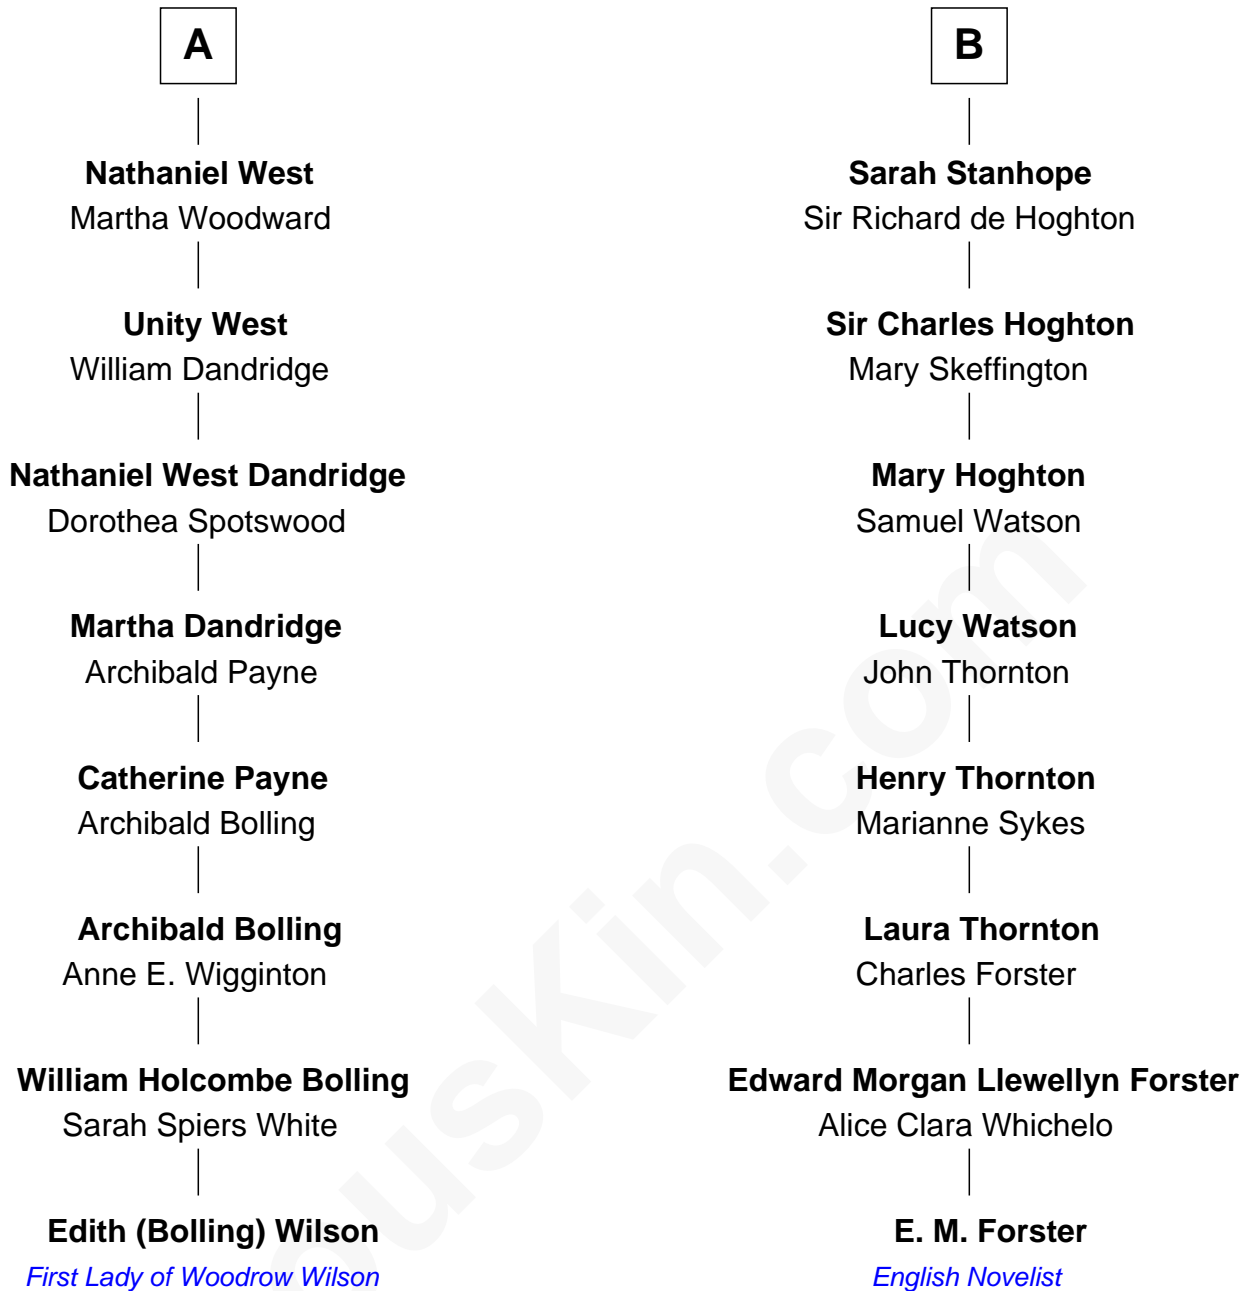 A
Nathaniel West
Martha Woodward
Unity West
William Dandridge
Nathaniel West Dandridge
Dorothea Spotswood
Martha Dandridge
Archibald Payne
Catherine Payne
Archibald Bolling
Archibald Bolling
Anne E. Wigginton
William Holcombe Bolling
Sarah Spiers White
Edith (Bolling) Wilson
First Lady of Woodrow Wilson
B
Sarah Stanhope
Sir Richard de Hoghton
Sir Charles Hoghton
Mary Skeffington
Mary Hoghton
Samuel Watson
Lucy Watson
John Thornton
Henry Thornton
Marianne Sykes
Laura Thornton
Charles Forster
Edward Morgan Llewellyn Forster
Alice Clara Whichelo
E. M. Forster
English Novelist
ousKin.com